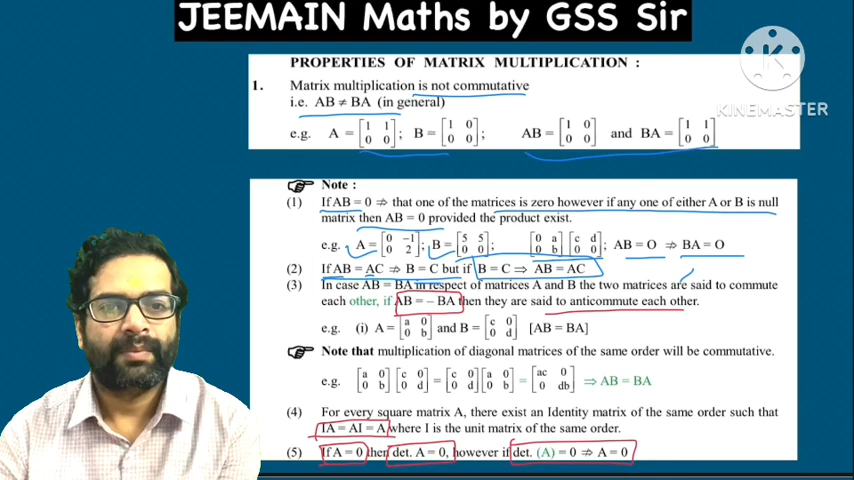 JEEMAIN Maths by GSS Sir
PROPERTIES OF MATRIX MULTIPLICATION :
1. Matrix multiplication is not commutative
i.e. AB ≠ BA (in general)
e.g. A = [1 1; 0 0]; B = [1 0; 0 0]; AB = [1 0; 0 0] and BA = [1 1; 0 0]
K
KINEMASTER
Note :
(1) If AB = 0 ⇒ that one of the matrices is zero however if any one of either A or B is null
matrix then AB = 0 provided the product exist.
e.g. A = [0 −1; 0 2]; B = [5 5; 0 0]; [0 a; 0 b] [c d; 0 0]; AB = O ⇒ BA = O
(2) If AB = AC ⇒ B = C but if B = C ⇒ AB = AC
(3) In case AB = BA in respect of matrices A and B the two matrices are said to commute
each other, if AB = – BA then they are said to anticommute each other.
e.g. (i) A = [a 0; 0 b] and B = [c 0; 0 d] [AB = BA]
Note that multiplication of diagonal matrices of the same order will be commutative.
e.g. [a 0; 0 b] [c 0; 0 d] = [c 0; 0 d] [a 0; 0 b] = [ac 0; 0 db] ⇒ AB = BA
(4) For every square matrix A, there exist an Identity matrix of the same order such that
IA = AI = A where I is the unit matrix of the same order.
(5) If A = 0 then det. A = 0, however if det. (A) = 0 ⇒ A = 0